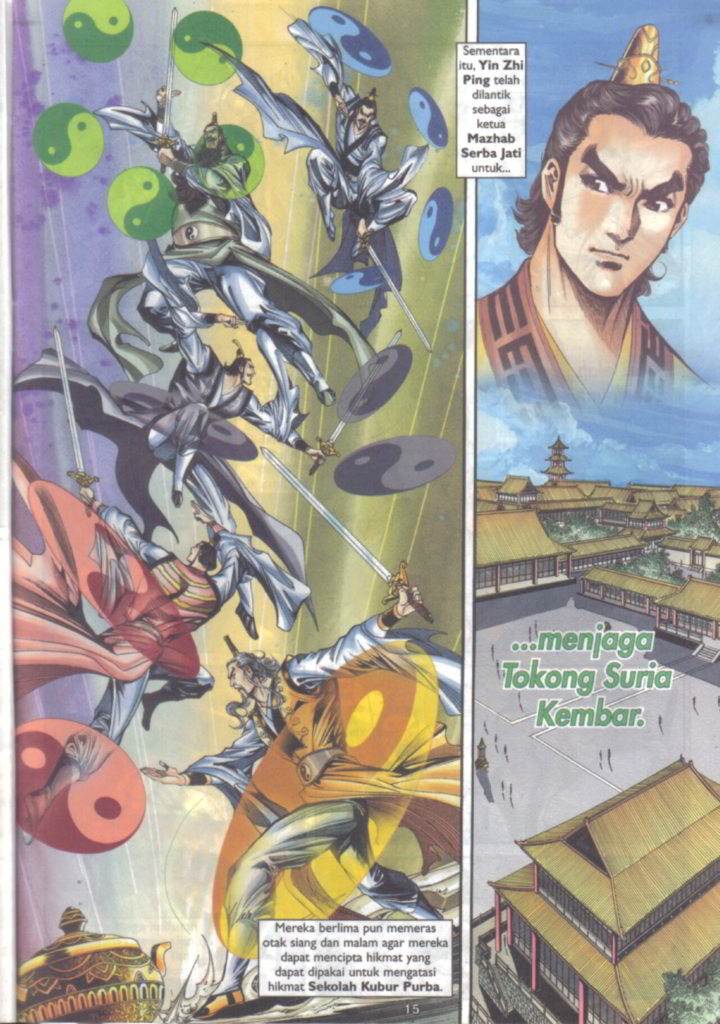 Mereka berlima pun memeras
otak siang dan malam agar mereka
dapat mencipta hikmat yang
dapat dipakai untuk mengatasi
hikmat Sekolah Kubur Purba.
Sementara
itu, Yin Zhi
Ping telah
dilantik
sebagai
ketua
Mazhab
Serba Jati
untuk...
...menjaga
Tokong Suria
Kembar.
15